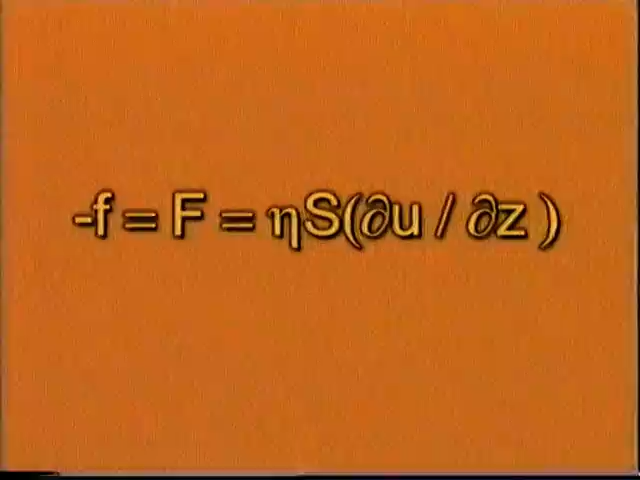 -f = F = ηS(∂u / ∂z )